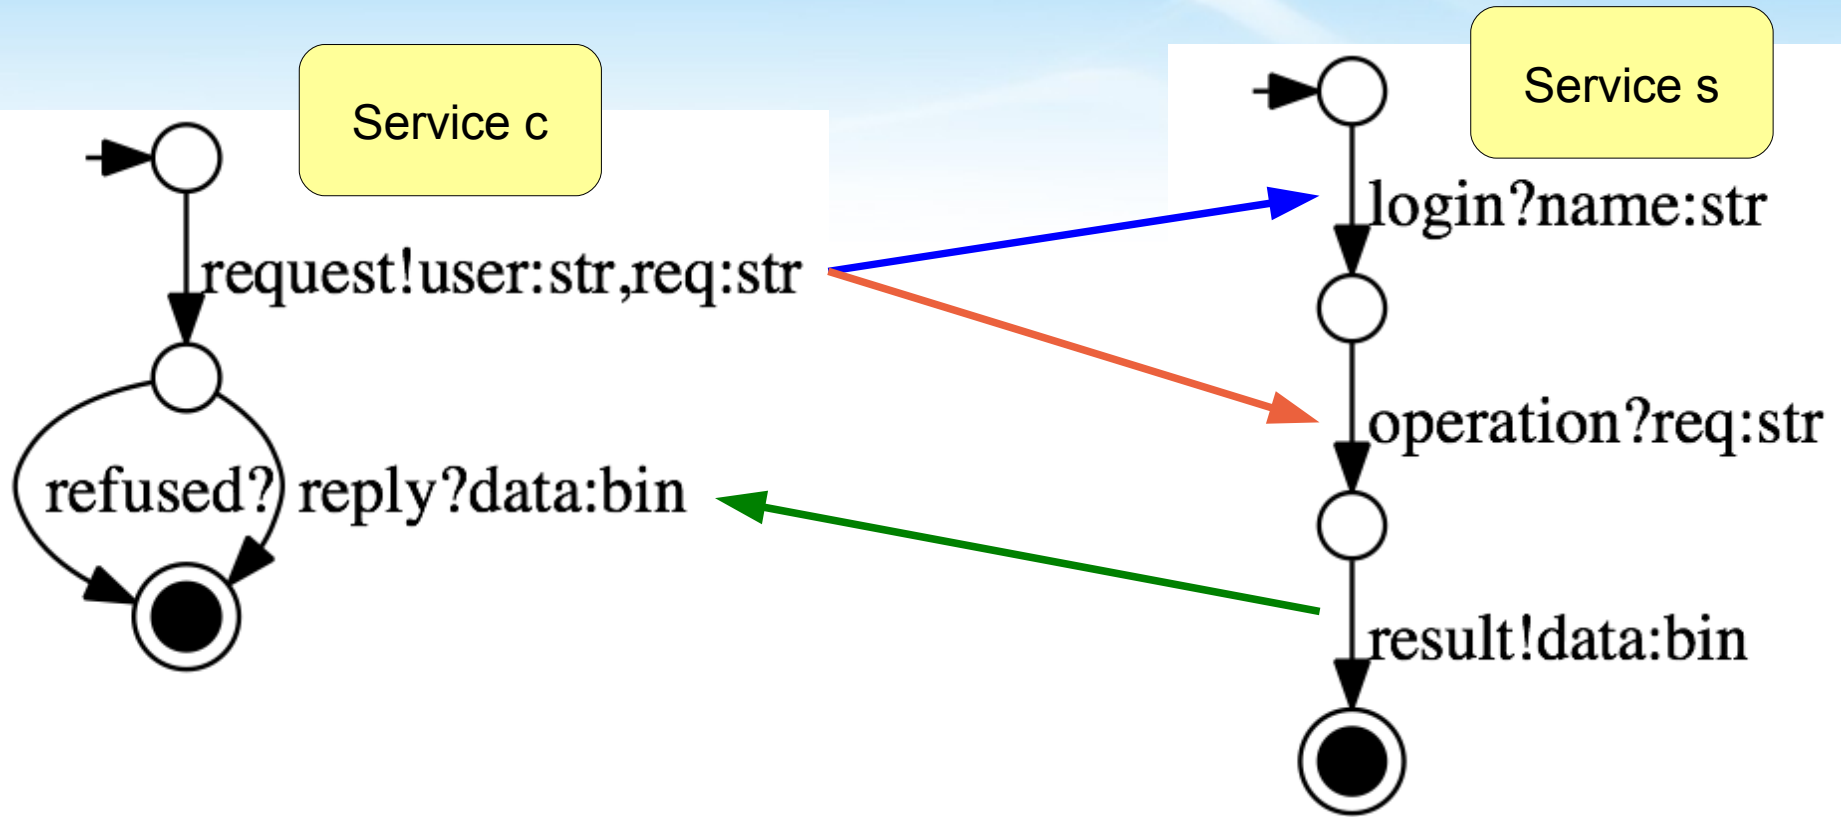 Service c
request!user:str,req:str
refused?
reply?data:bin
Service s
login?name:str
operation?req:str
result!data:bin